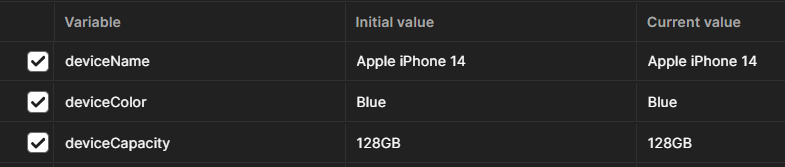 Variable Initial value Current value
deviceName Apple iPhone 14 Apple iPhone 14
deviceColor Blue Blue
deviceCapacity 128GB 128GB